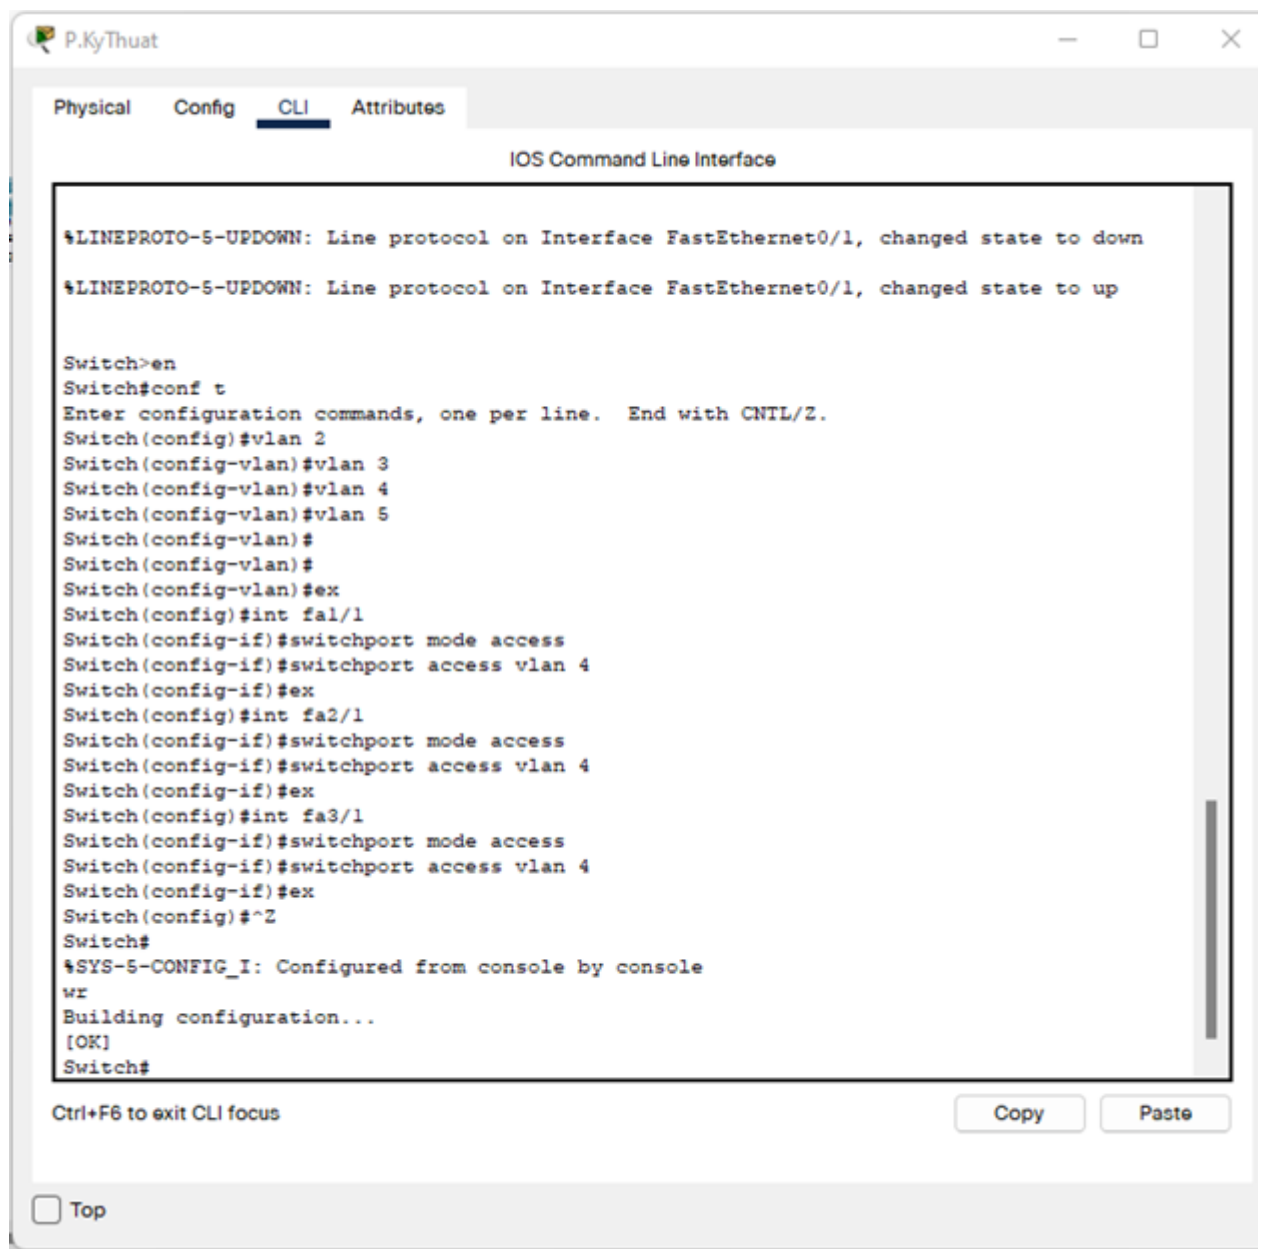 P.KyThuat
Physical Config CLI Attributes
IOS Command Line Interface
%LINEPROTO-5-UPDOWN: Line protocol on Interface FastEthernet0/1, changed state to down
%LINEPROTO-5-UPDOWN: Line protocol on Interface FastEthernet0/1, changed state to up
Switch>en
Switch#conf t
Enter configuration commands, one per line.  End with CNTL/Z.
Switch(config)#vlan 2
Switch(config-vlan)#vlan 3
Switch(config-vlan)#vlan 4
Switch(config-vlan)#vlan 5
Switch(config-vlan)#
Switch(config-vlan)#
Switch(config-vlan)#ex
Switch(config)#int fa1/1
Switch(config-if)#switchport mode access
Switch(config-if)#switchport access vlan 4
Switch(config-if)#ex
Switch(config)#int fa2/1
Switch(config-if)#switchport mode access
Switch(config-if)#switchport access vlan 4
Switch(config-if)#ex
Switch(config)#int fa3/1
Switch(config-if)#switchport mode access
Switch(config-if)#switchport access vlan 4
Switch(config-if)#ex
Switch(config)#^Z
Switch#
%SYS-5-CONFIG_I: Configured from console by console
wr
Building configuration...
[OK]
Switch#
Ctrl+F6 to exit CLI focus
Copy Paste
Top